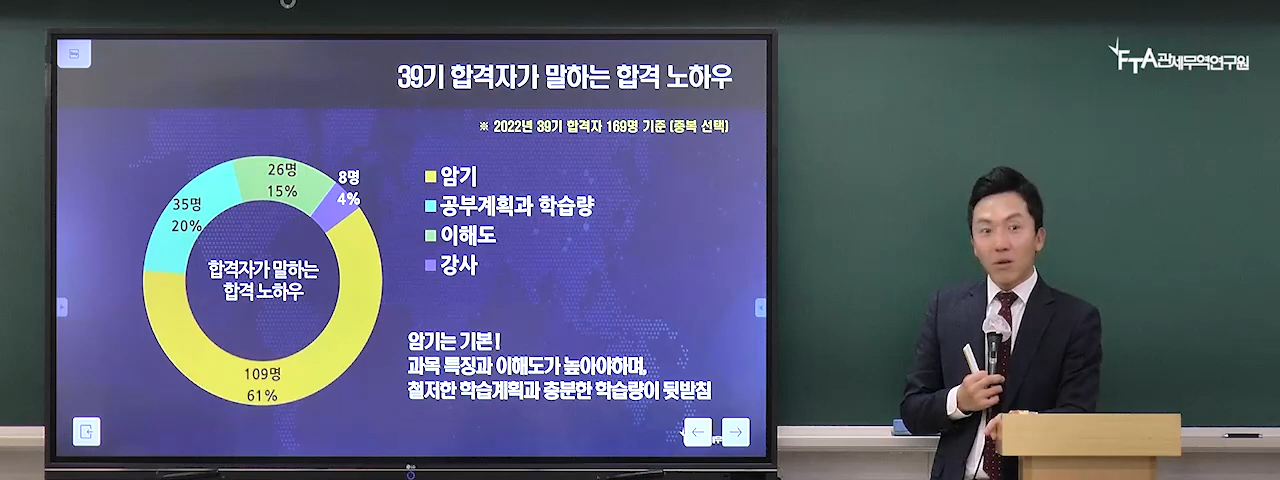 39기 합격자가 말하는 합격 노하우
※ 2022년 39기 합격자 169명 기준 (중복 선택)
26명
15%
8명
4%
35명
20%
합격자가 말하는
합격 노하우
109명
61%
암기
공부계획과 학습량
이해도
강사
암기는 기본!
과목 특징과 이해도가 높아야하며,
철저한 학습계획과 충분한 학습량이 뒷받침
LG
FTA관세무역연구원